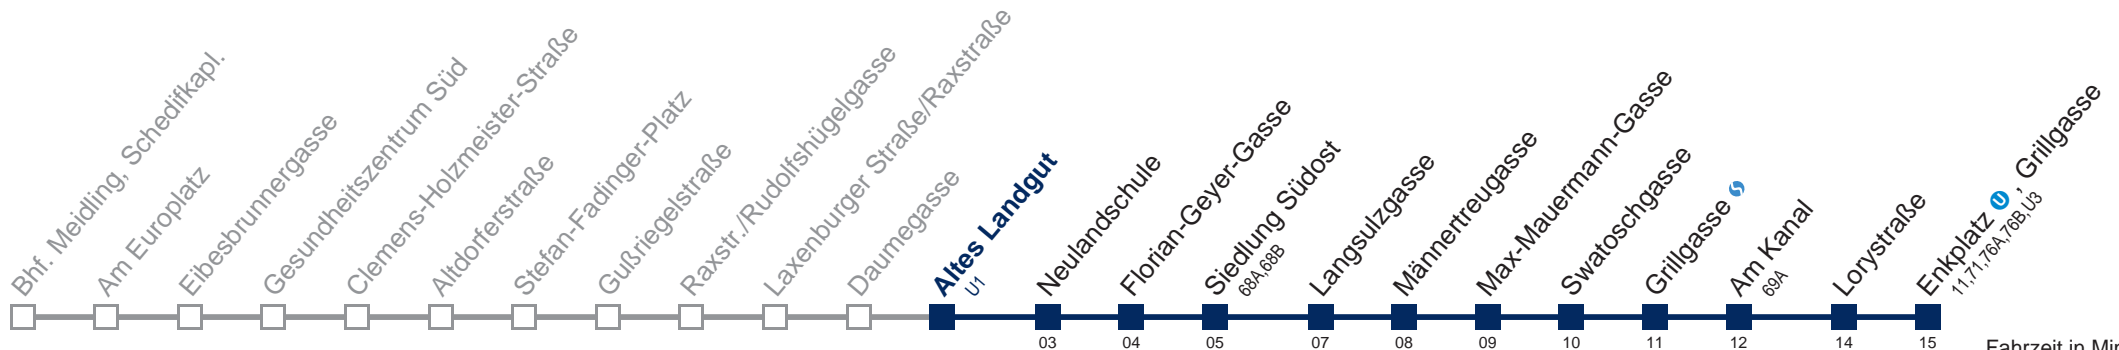 Bhf. Meidling, Schedifkapl.
Am Europlatz
Eibesbrunnergasse
Gesundheitszentrum Süd
Clemens-Holzmeister-Straße
Altdorferstraße
Stefan-Fadinger-Platz
Gußriegelstraße
Raxstr./Rudolfshügelgasse
Laxenburger Straße/Raxstraße
Daumegasse
Altes Landgut
U1
Neulandschule
03
Florian-Geyer-Gasse
04
Siedlung Südost
68A,68B
05
Langsulzgasse
07
Männertreugasse
08
Max-Mauermann-Gasse
09
Swatoschgasse
10
Grillgasse S
11
Am Kanal
69A
12
Lorystraße
14
Enkplatz U , Grillgasse
11,71,76A,76B,U3
15
Fahrzeit in